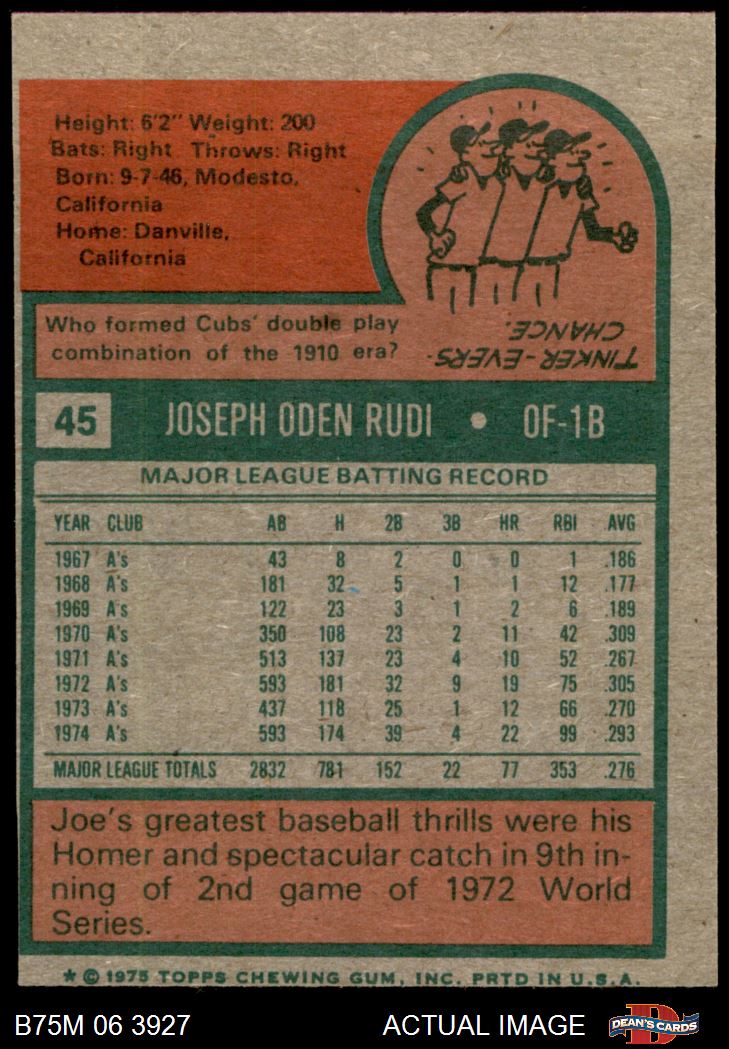 Height: 6'2" Weight: 200
Bats: Right Throws: Right
Born: 9-7-46, Modesto,
California
Home: Danville,
California
Who formed Cubs' double play
combination of the 1910 era?
TINKER-EVERS-
CHANCE.
45 JOSEPH ODEN RUDI • OF-1B
MAJOR LEAGUE BATTING RECORD
YEAR CLUB AB H 2B 3B HR RBI AVG
1967 A's 43 8 2 0 0 1 .186
1968 A's 181 32 5 1 1 12 .177
1969 A's 122 23 3 1 2 6 .189
1970 A's 350 108 23 2 11 42 .309
1971 A's 513 137 23 4 10 52 .267
1972 A's 593 181 32 9 19 75 .305
1973 A's 437 118 25 1 12 66 .270
1974 A's 593 174 39 4 22 99 .293
MAJOR LEAGUE TOTALS 2832 781 152 22 77 353 .276
Joe's greatest baseball thrills were his
Homer and spectacular catch in 9th in-
ning of 2nd game of 1972 World
Series.
* © 1975 TOPPS CHEWING GUM, INC. PRTD IN U.S.A.
B75M 06 3927 ACTUAL IMAGE DEAN'S CARDS